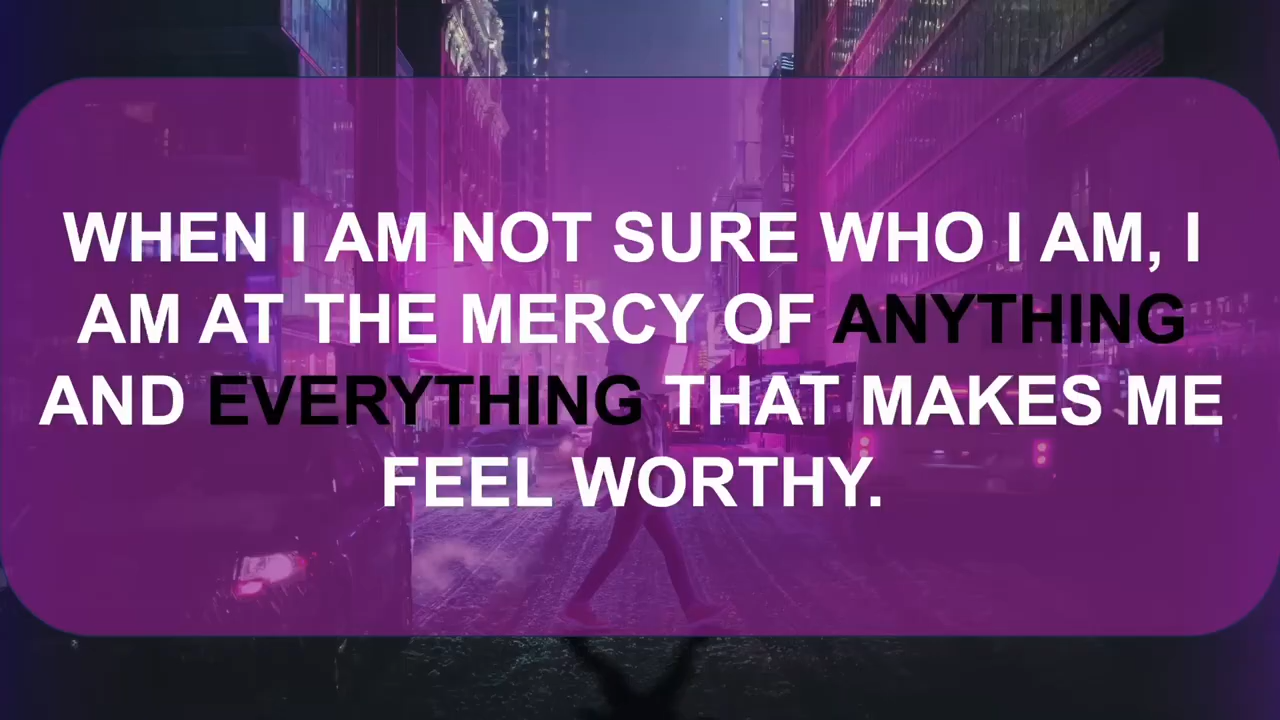 WHEN I AM NOT SURE WHO I AM, I
AM AT THE MERCY OF ANYTHING
AND EVERYTHING THAT MAKES ME
FEEL WORTHY.